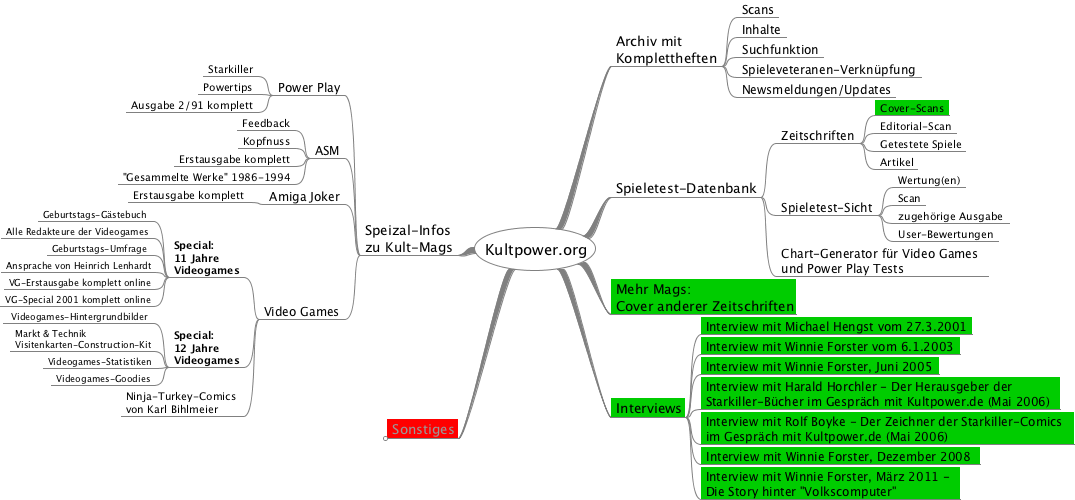 Kultpower.org
Archiv mit
Kompletttheften
Scans
Inhalte
Suchfunktion
Spieleveteranen-Verknüpfung
Newsmeldungen/Updates
Spieletest-Datenbank
Zeitschriften
Cover-Scans
Editorial-Scan
Getestete Spiele
Artikel
Spieletest-Sicht
Wertung(en)
Scan
zugehörige Ausgabe
User-Bewertungen
Chart-Generator für Video Games
und Power Play Tests
Mehr Mags:
Cover anderer Zeitschriften
Interviews
Interview mit Michael Hengst vom 27.3.2001
Interview mit Winnie Forster vom 6.1.2003
Interview mit Winnie Forster, Juni 2005
Interview mit Harald Horchler - Der Herausgeber der
Starkiller-Bücher im Gespräch mit Kultpower.de (Mai 2006)
Interview mit Rolf Boyke - Der Zeichner der Starkiller-Comics
im Gespräch mit Kultpower.de (Mai 2006)
Interview mit Winnie Forster, Dezember 2008
Interview mit Winnie Forster, März 2011 -
Die Story hinter "Volkscomputer"
Speizal-Infos
zu Kult-Mags
Power Play
Starkiller
Powertips
Ausgabe 2/91 komplett
ASM
Feedback
Kopfnuss
Erstausgabe komplett
"Gesammelte Werke" 1986-1994
Amiga Joker
Erstausgabe komplett
Video Games
Special:
11 Jahre
Videogames
Geburtstags-Gästebuch
Alle Redakteure der Videogames
Geburtstags-Umfrage
Ansprache von Heinrich Lenhardt
VG-Erstausgabe komplett online
VG-Special 2001 komplett online
Special:
12 Jahre
Videogames
Videogames-Hintergrundbilder
Markt & Technik
Visitenkarten-Construction-Kit
Videogames-Statistiken
Videogames-Goodies
Ninja-Turkey-Comics
von Karl Bihlmeier
Sonstiges